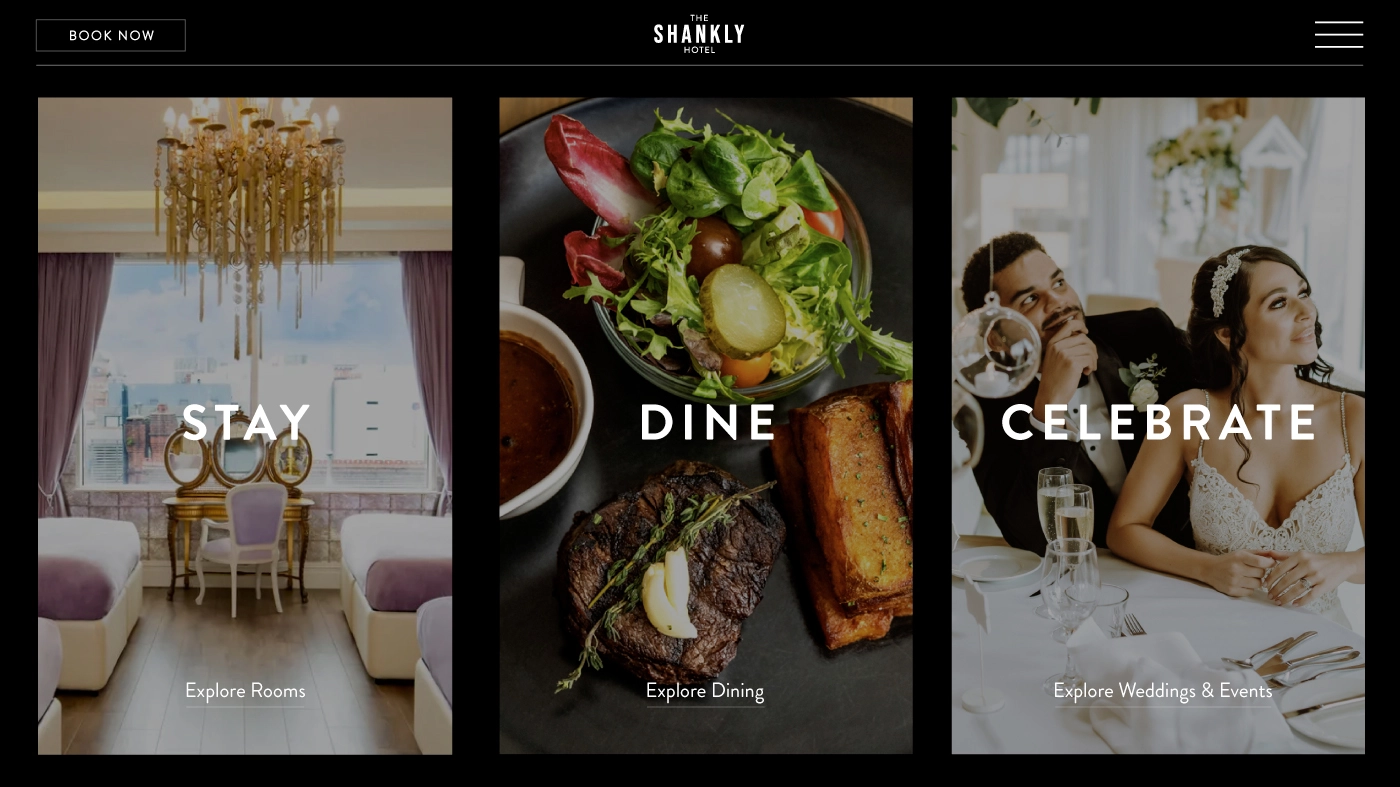 BOOK NOW
THE
SHANKLY
HOTEL
STAY
DINE
CELEBRATE
Explore Rooms
Explore Dining
Explore Weddings & Events